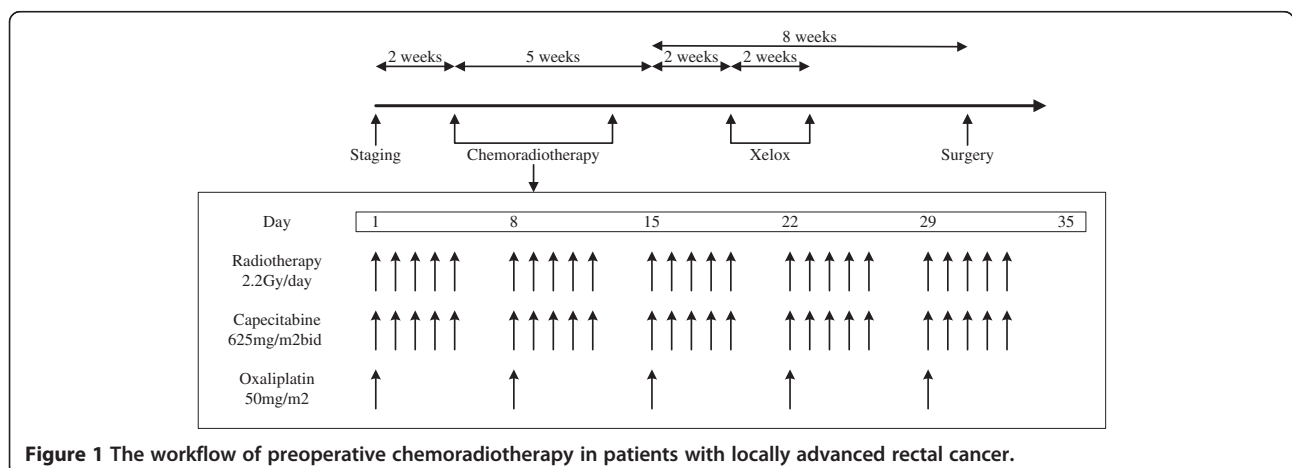 8 weeks
2 weeks 5 weeks 2 weeks 2 weeks
Staging Chemoradiotherapy Xelox Surgery
Day 1 8 15 22 29 35
Radiotherapy
2.2Gy/day
Capecitabine
625mg/m2bid
Oxaliplatin
50mg/m2
Figure 1 The workflow of preoperative chemoradiotherapy in patients with locally advanced rectal cancer.